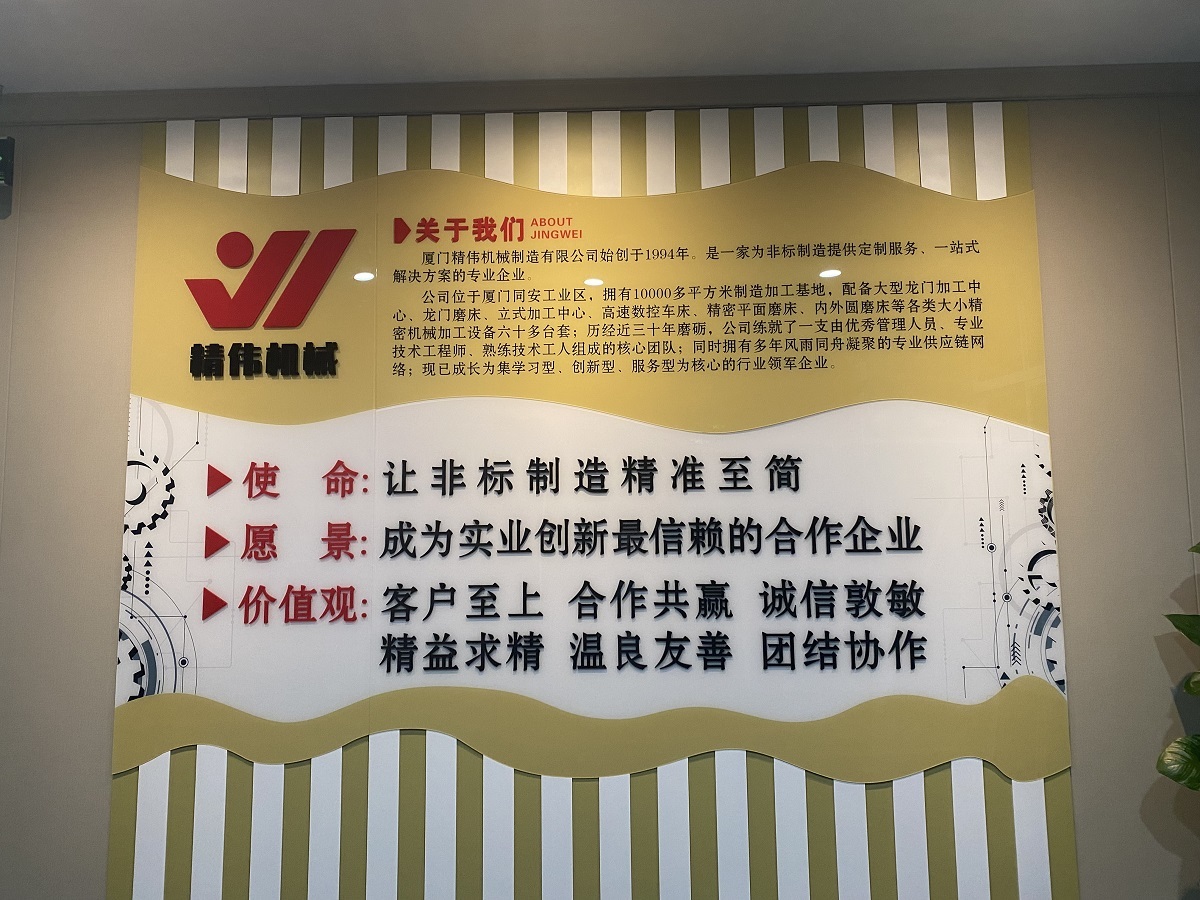 精伟机械
关于我们 ABOUT
JINGWEI
厦门精伟机械制造有限公司始创于1994年。是一家为非标制造提供定制服务、一站式
解决方案的专业企业。
公司位于厦门同安工业区，拥有10000多平方米制造加工基地，配备大型龙门加工中
心、龙门磨床、立式加工中心、高速数控车床、精密平面磨床、内外圆磨床等各类大小精
密机械加工设备六十多台套；历经近三十年磨砺，公司练就了一支由优秀管理人员、专业
技术工程师、熟练技术工人组成的核心团队；同时拥有多年风雨同舟凝聚的专业供应链网
络；现已成长为集学习型、创新型、服务型为核心的行业领军企业。
使 命: 让非标制造精准至简
愿 景: 成为实业创新最信赖的合作企业
价值观: 客户至上 合作共赢 诚信敦敏
精益求精 温良友善 团结协作